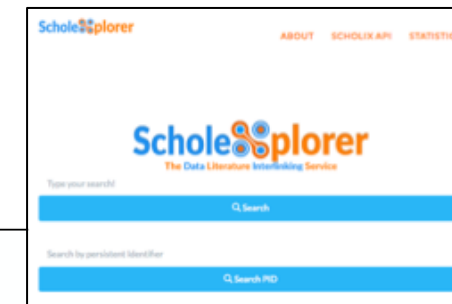 ScholeXplorer
ABOUT SCHOLIX API STATISTIC
ScholeXplorer
The Data Literature Interlinking Service
Type your search!
Search
Search by persistent Identifier
Search PID